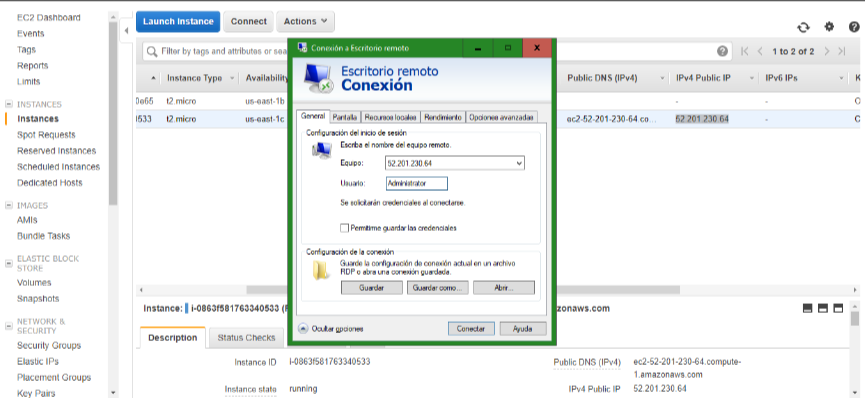 EC2 Dashboard
Events
Tags
Reports
Limits
INSTANCES
Instances
Spot Requests
Reserved Instances
Scheduled Instances
Dedicated Hosts
IMAGES
AMIs
Bundle Tasks
ELASTIC BLOCK
STORE
Volumes
Snapshots
NETWORK &
SECURITY
Security Groups
Elastic IPs
Placement Groups
Key Pairs
Launch Instance Connect Actions
Filter by tags and attributes or sea
1 to 2 of 2
Instance Type Availability Public DNS (IPv4) IPv4 Public IP IPv6 IPs K
t2.micro us-east-1b - -
533 t2.micro us-east-1c ec2-52-201-230-64.co... 52.201.230.64 -
Conexión a Escritorio remoto
Escritorio remoto
Conexión
General Pantalla Recursos locales Rendimiento Opciones avanzadas
Configuración del inicio de sesión
Escriba el nombre del equipo remoto.
Equipo: 52.201.230.64
Usuario: Administrator
Se solicitarán credenciales al conectarse.
Permitirme guardar las credenciales
Configuración de la conexión
Guarde la configuración de conexión actual en un archivo
RDP o abra una conexión guardada.
Guardar Guardar como... Abrir...
Ocultar opciones Conectar Ayuda
Instance: i-0863f581763340533 zonaws.com
Description Status Checks
Instance ID i-0863f581763340533
Instance state running
Public DNS (IPv4) ec2-52-201-230-64.compute-
1.amazonaws.com
IPv4 Public IP 52.201.230.64